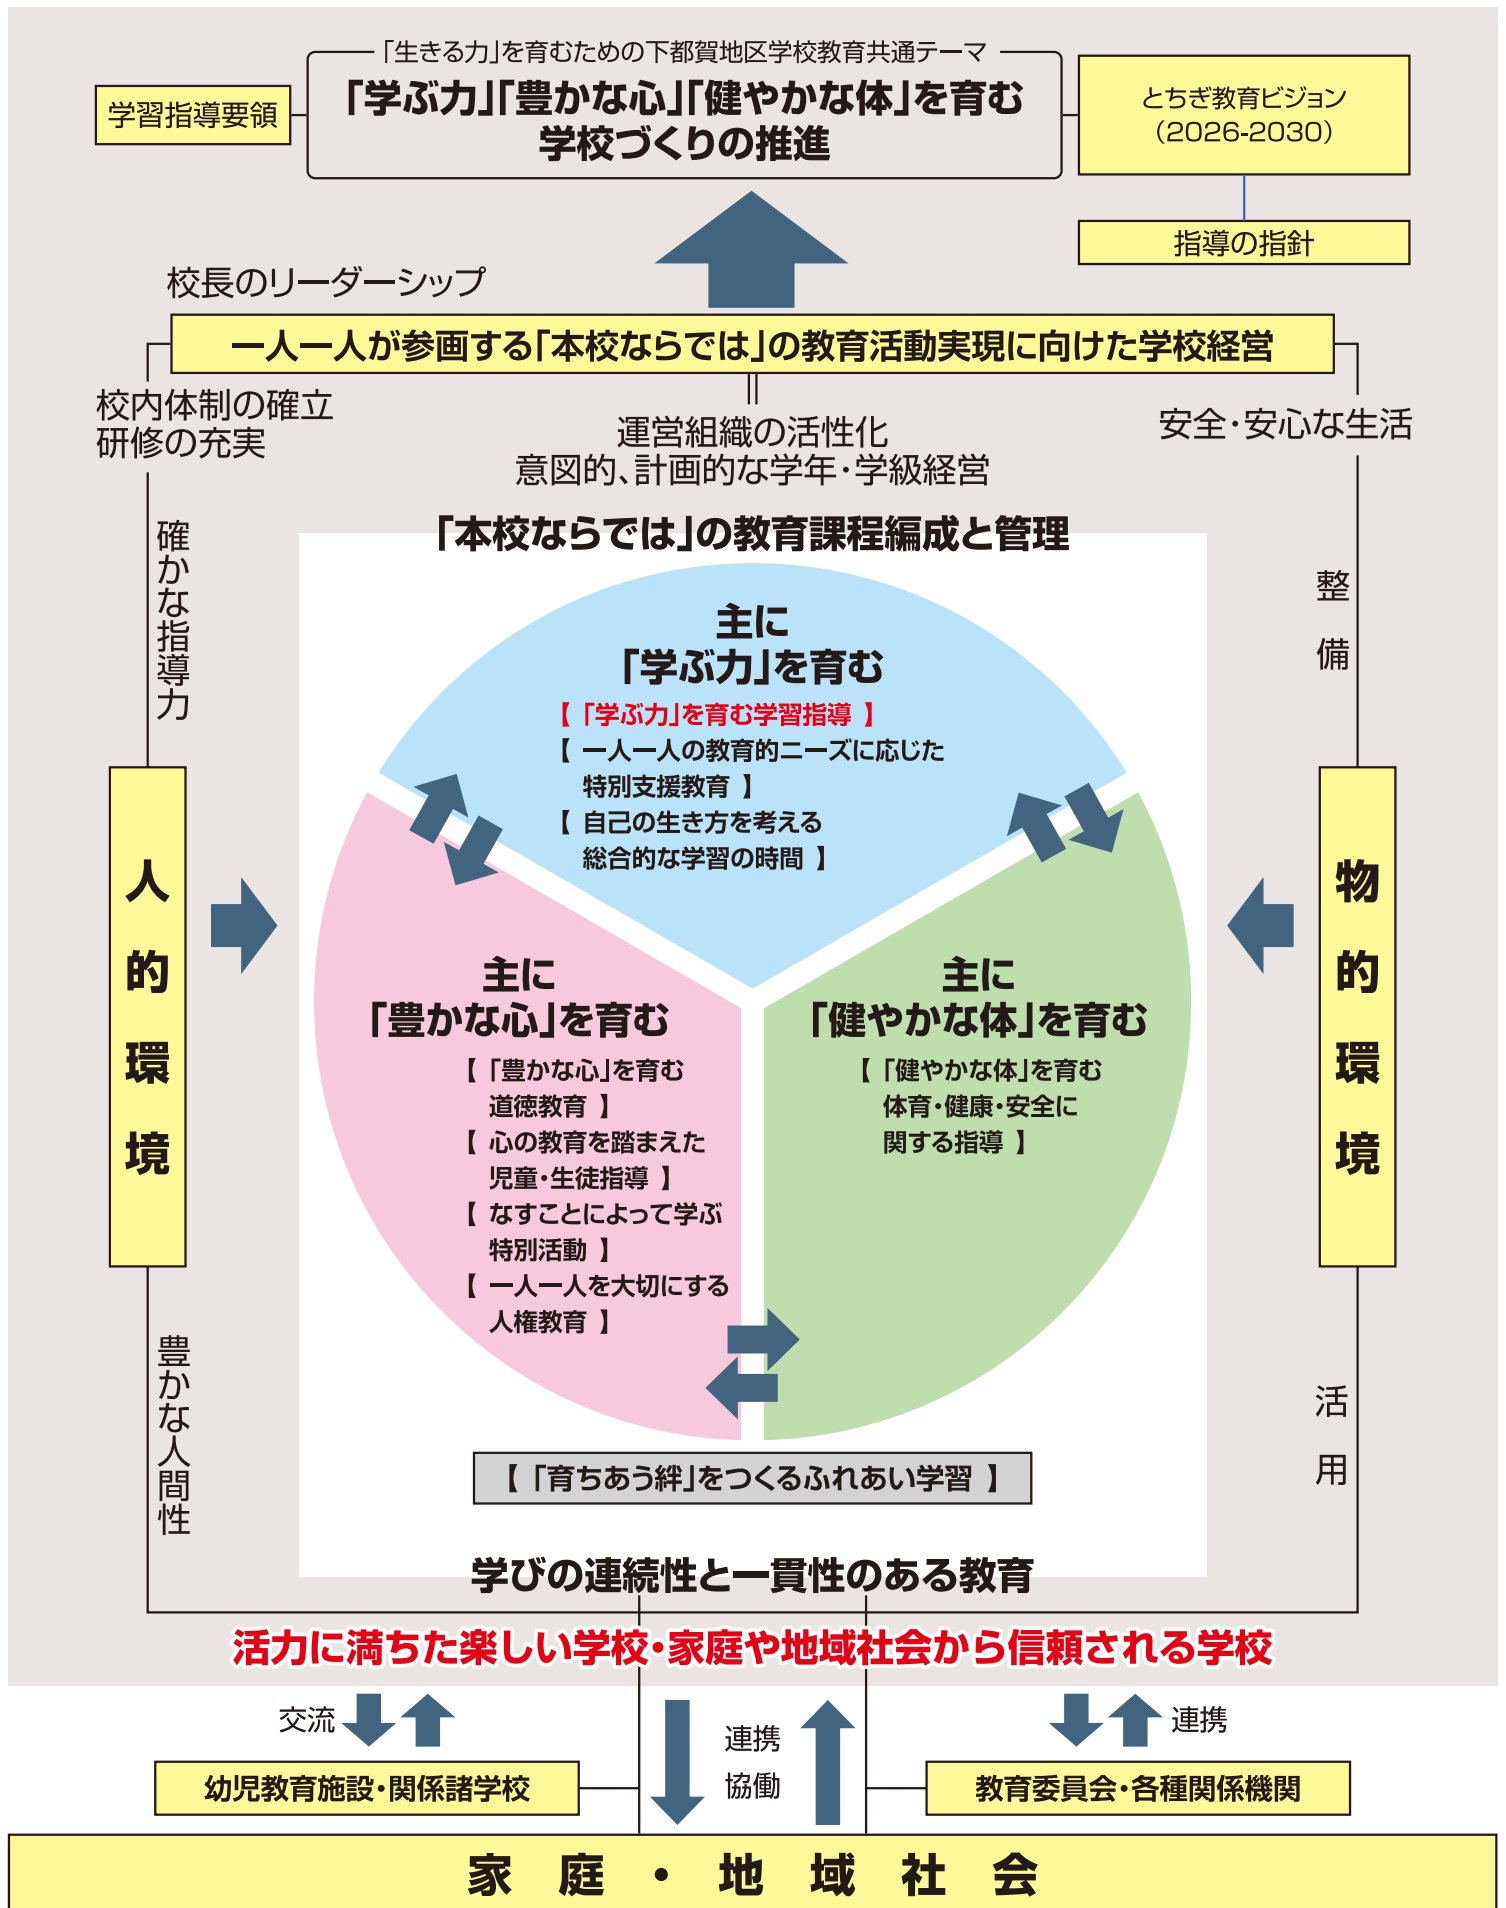 「生きる力」を育むための下都賀地区学校教育共通テーマ
「学ぶ力」「豊かな心」「健やかな体」を育む
学校づくりの推進
学習指導要領
とちぎ教育ビジョン
（2026-2030）
指導の指針
校長のリーダーシップ
一人一人が参画する「本校ならでは」の教育活動実現に向けた学校経営
校内体制の確立
研修の充実
運営組織の活性化
意図的、計画的な学年・学級経営
安全・安心な生活
確かな指導力
整備
「本校ならでは」の教育課程編成と管理
主に
「学ぶ力」を育む
【「学ぶ力」を育む学習指導 】
【 一人一人の教育的ニーズに応じた
特別支援教育 】
【 自己の生き方を考える
総合的な学習の時間 】
人的環境
物的環境
主に
「豊かな心」を育む
【「豊かな心」を育む
道徳教育 】
【 心の教育を踏まえた
児童・生徒指導 】
【 なすことによって学ぶ
特別活動 】
【 一人一人を大切にする
人権教育 】
主に
「健やかな体」を育む
【「健やかな体」を育む
体育・健康・安全に
関する指導 】
豊かな人間性
活用
【「育ちあう絆」をつくるふれあい学習 】
学びの連続性と一貫性のある教育
活力に満ちた楽しい学校・家庭や地域社会から信頼される学校
交流
連携
協働
連携
幼児教育施設・関係諸学校
教育委員会・各種関係機関
家庭・地域社会